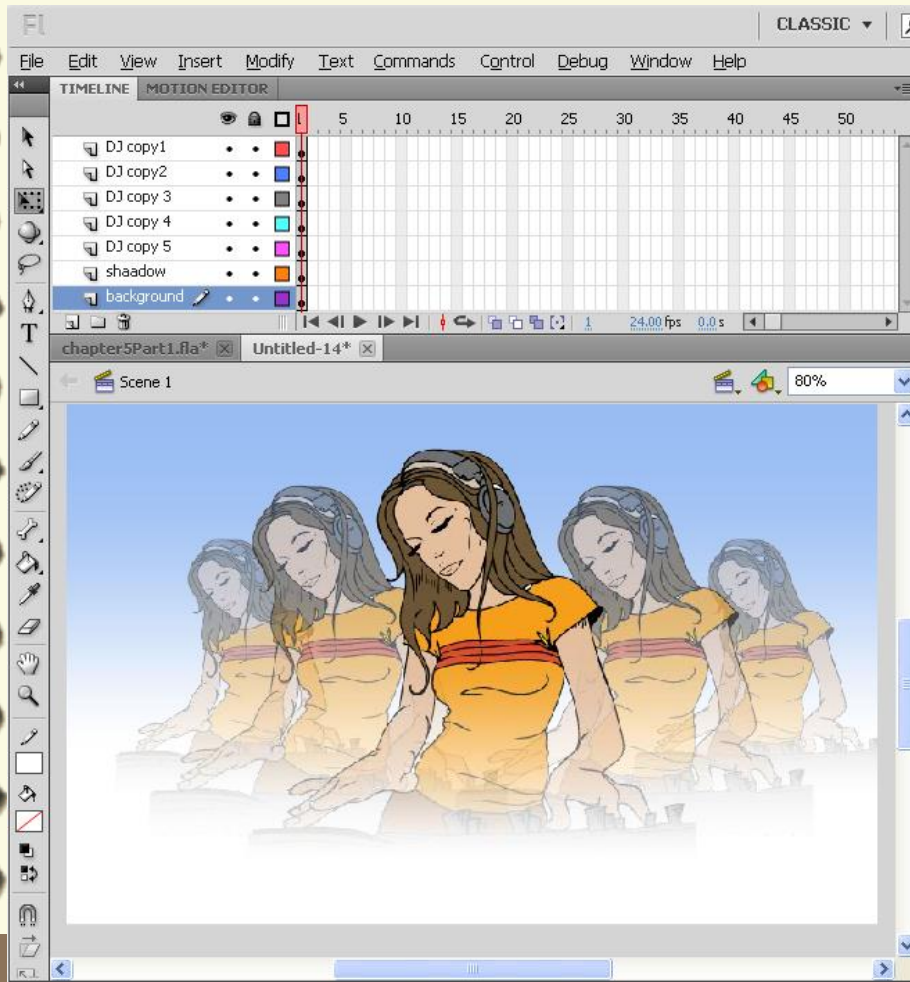 Fl CLASSIC
File Edit View Insert Modify Text Commands Control Debug Window Help
TIMELINE MOTION EDITOR
1 5 10 15 20 25 30 35 40 45 50
DJ copy1
DJ copy2
DJ copy 3
DJ copy 4
DJ copy 5
shaadow
background
1 24.00 fps 0.0 s
T
chapter5Part1.fla* Untitled-14*
Scene 1 80%